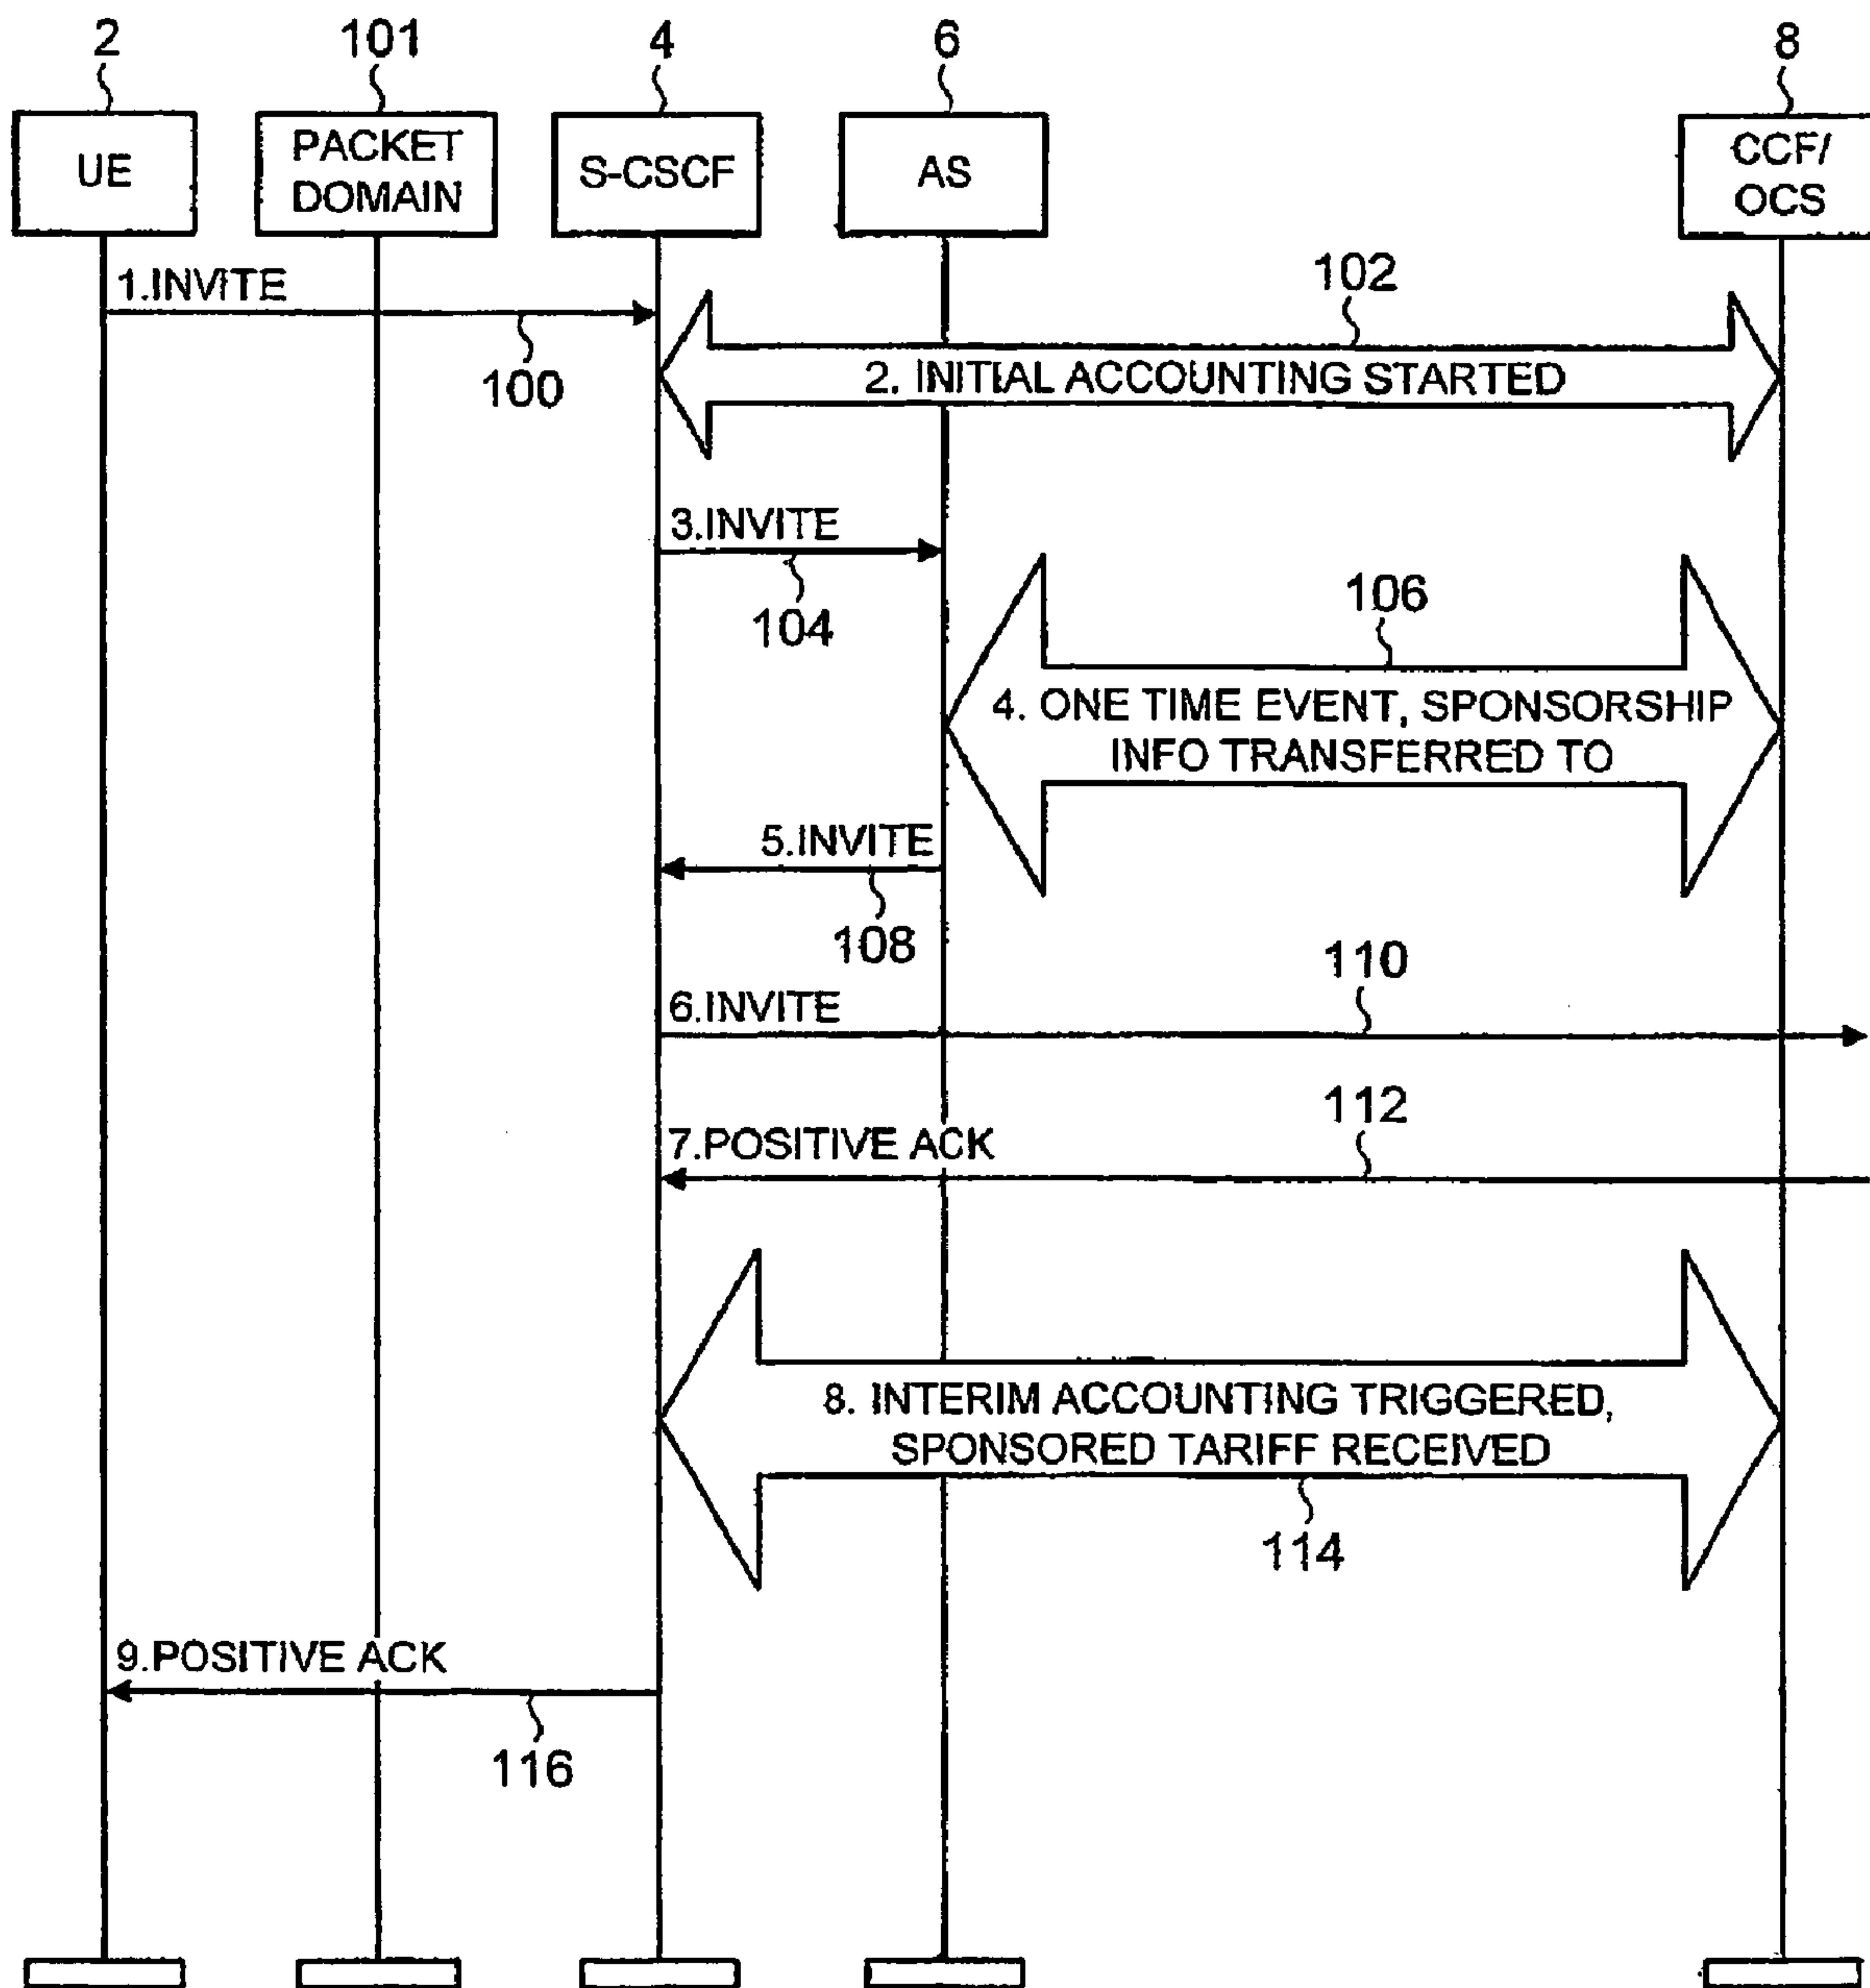 2
101
4
6
8
UE
PACKET
DOMAIN
S-CSCF
AS
CCF/
OCS
1.INVITE
100
102
2. INITIAL ACCOUNTING STARTED
3.INVITE
104
106
4. ONE TIME EVENT, SPONSORSHIP
INFO TRANSFERRED TO
5.INVITE
108
110
6.INVITE
112
7.POSITIVE ACK
8. INTERIM ACCOUNTING TRIGGERED,
SPONSORED TARIFF RECEIVED
114
9.POSITIVE ACK
116